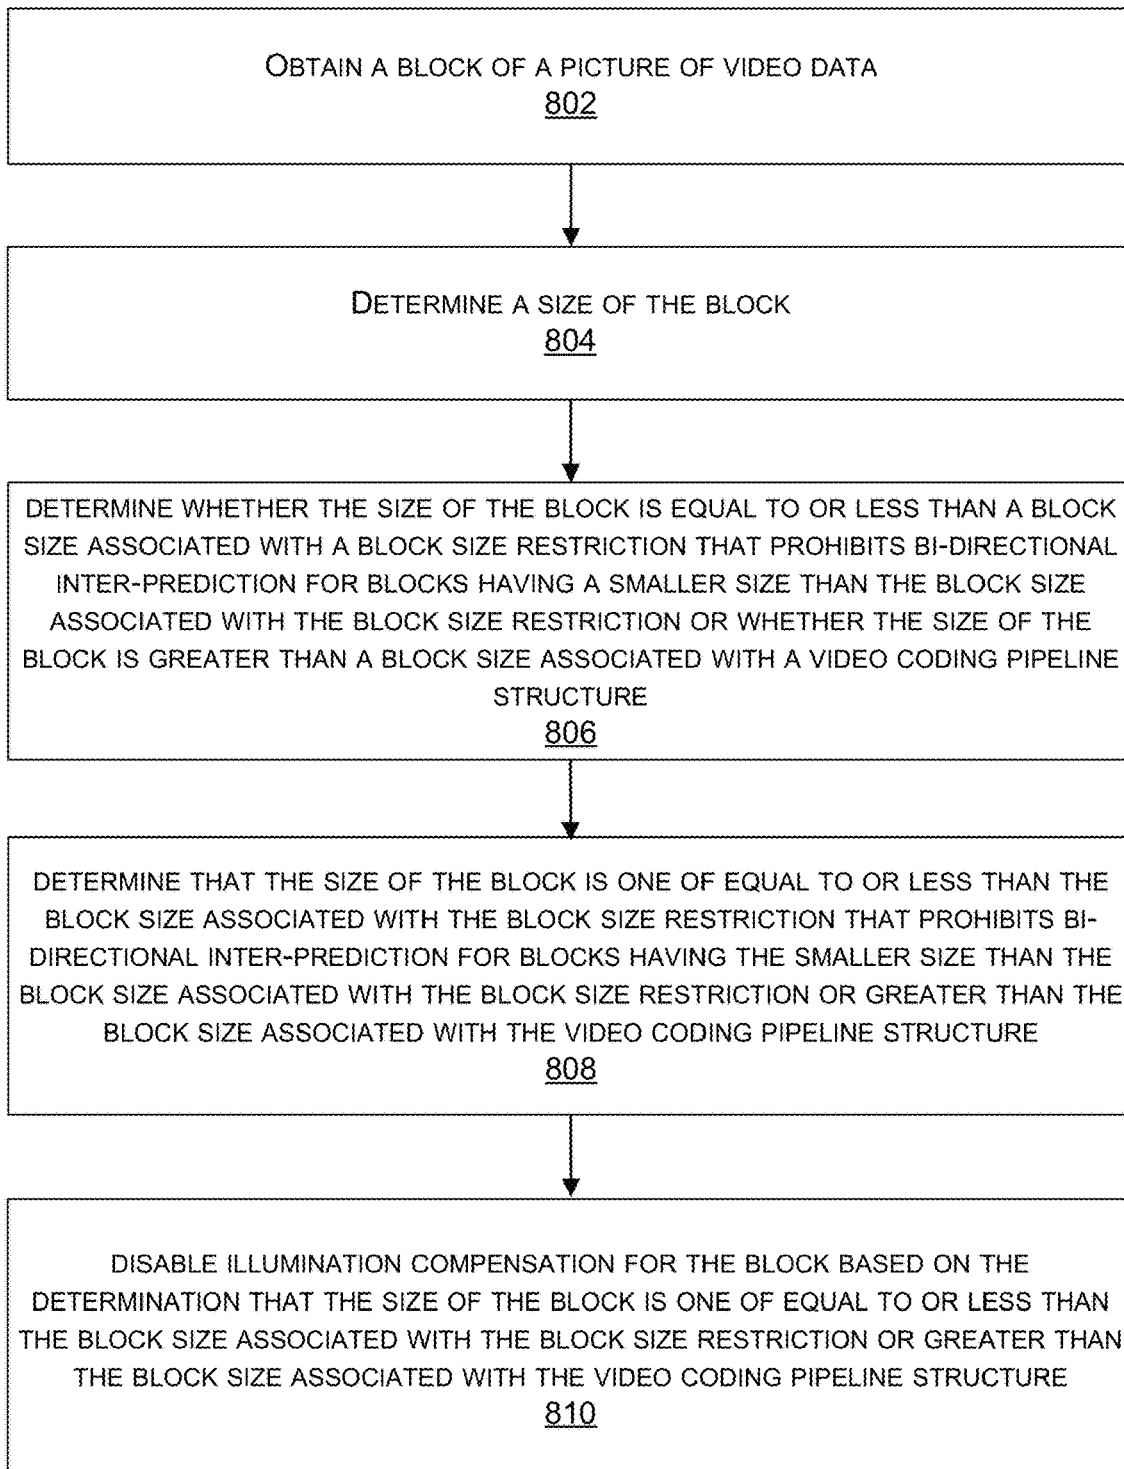 OBTAIN A BLOCK OF A PICTURE OF VIDEO DATA
802
DETERMINE A SIZE OF THE BLOCK
804
DETERMINE WHETHER THE SIZE OF THE BLOCK IS EQUAL TO OR LESS THAN A BLOCK
SIZE ASSOCIATED WITH A BLOCK SIZE RESTRICTION THAT PROHIBITS BI-DIRECTIONAL
INTER-PREDICTION FOR BLOCKS HAVING A SMALLER SIZE THAN THE BLOCK SIZE
ASSOCIATED WITH THE BLOCK SIZE RESTRICTION OR WHETHER THE SIZE OF THE
BLOCK IS GREATER THAN A BLOCK SIZE ASSOCIATED WITH A VIDEO CODING PIPELINE
STRUCTURE
806
DETERMINE THAT THE SIZE OF THE BLOCK IS ONE OF EQUAL TO OR LESS THAN THE
BLOCK SIZE ASSOCIATED WITH THE BLOCK SIZE RESTRICTION THAT PROHIBITS BI-
DIRECTIONAL INTER-PREDICTION FOR BLOCKS HAVING THE SMALLER SIZE THAN THE
BLOCK SIZE ASSOCIATED WITH THE BLOCK SIZE RESTRICTION OR GREATER THAN THE
BLOCK SIZE ASSOCIATED WITH THE VIDEO CODING PIPELINE STRUCTURE
808
DISABLE ILLUMINATION COMPENSATION FOR THE BLOCK BASED ON THE
DETERMINATION THAT THE SIZE OF THE BLOCK IS ONE OF EQUAL TO OR LESS THAN
THE BLOCK SIZE ASSOCIATED WITH THE BLOCK SIZE RESTRICTION OR GREATER THAN
THE BLOCK SIZE ASSOCIATED WITH THE VIDEO CODING PIPELINE STRUCTURE
810